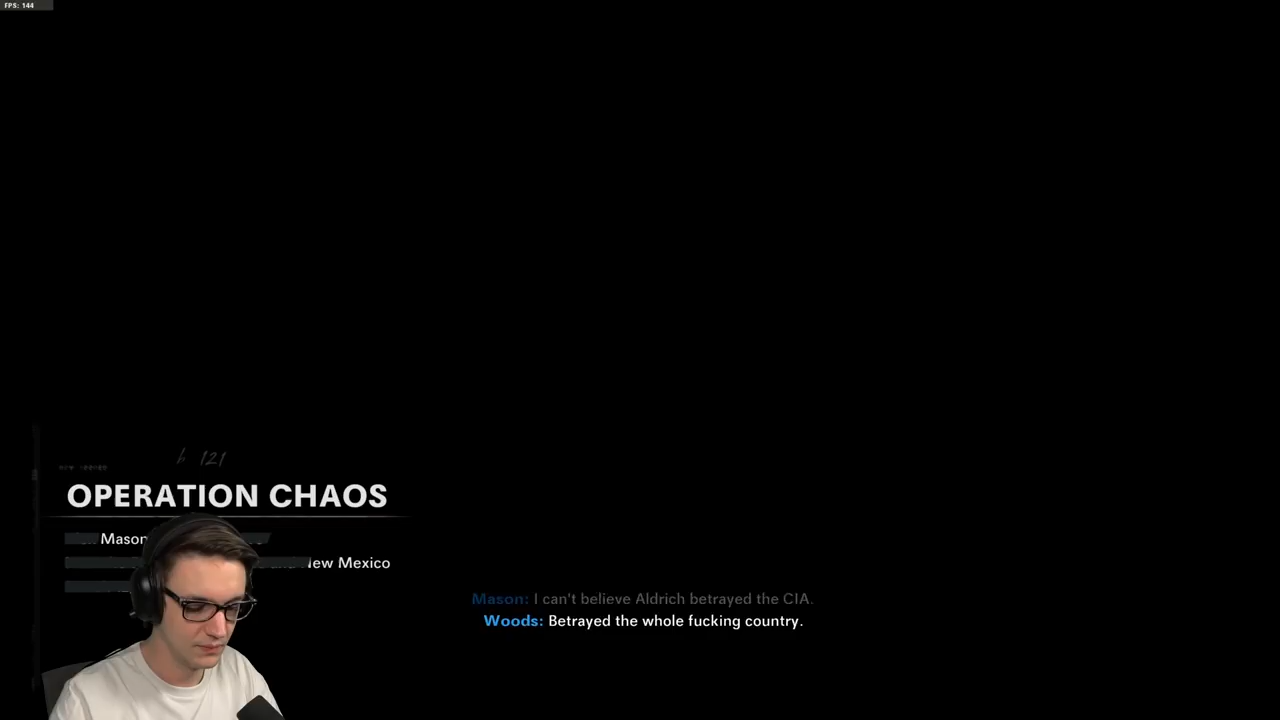 FPS: 144
b 121
OPERATION CHAOS
Mason
New Mexico
Mason: I can't believe Aldrich betrayed the CIA.
Woods: Betrayed the whole fucking country.